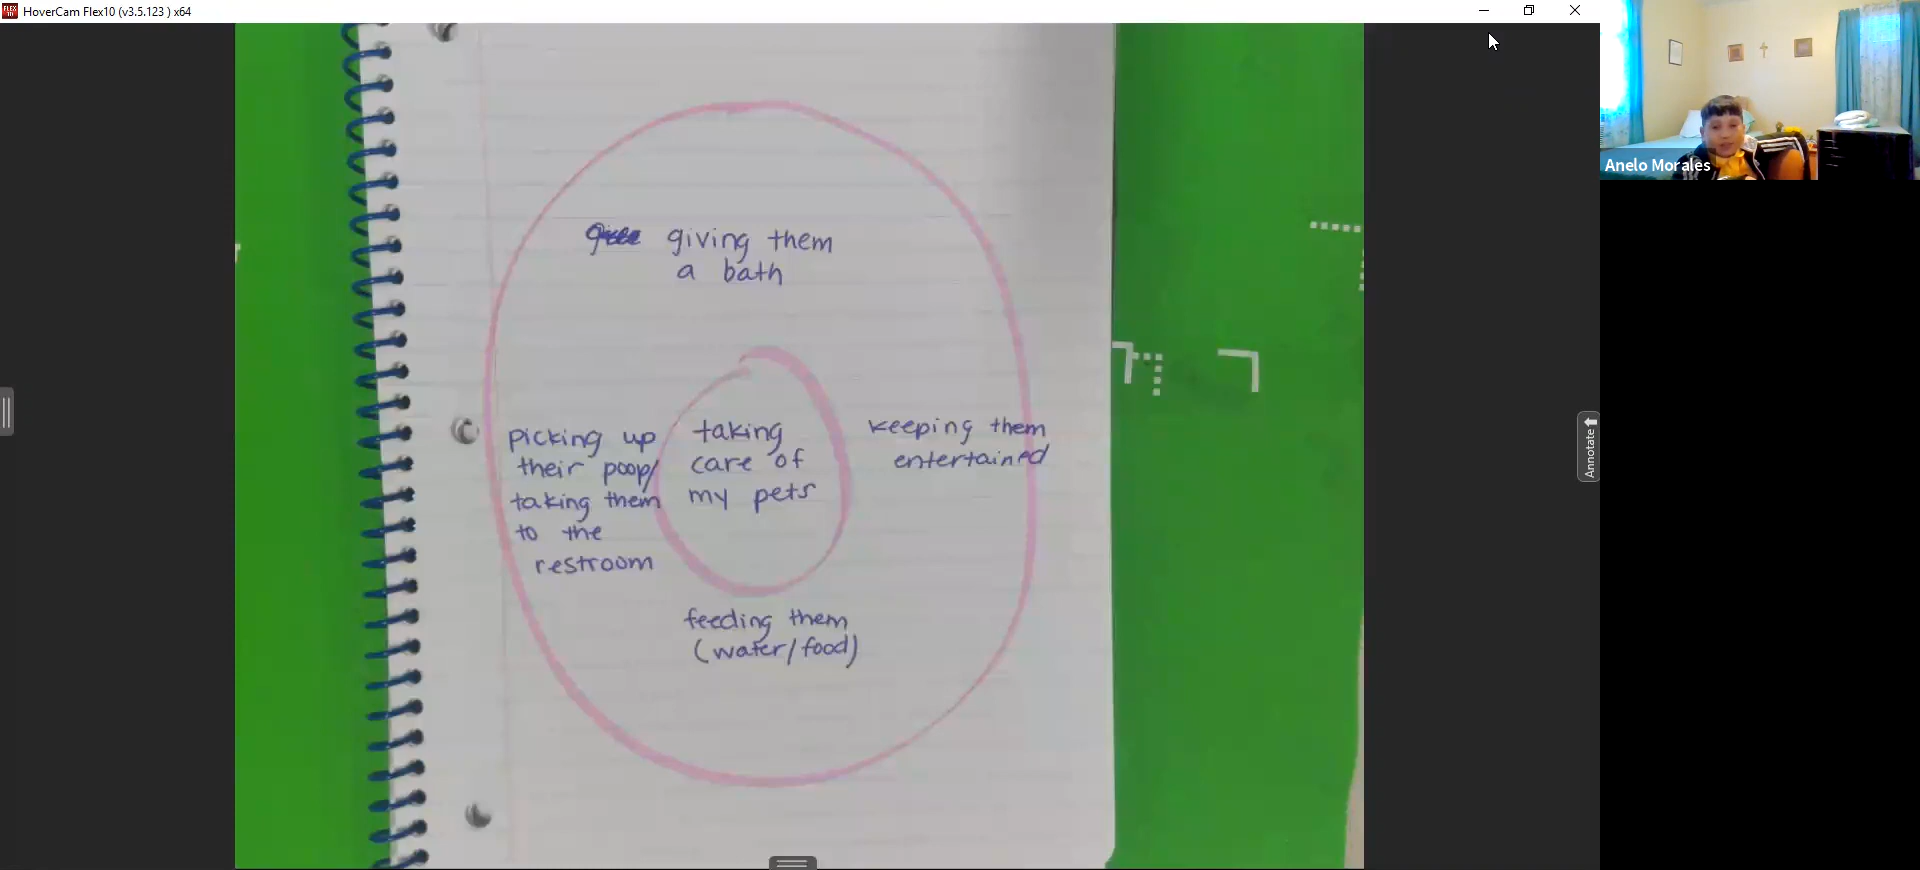 HoverCam Flex10 (v3.5.123 ) x64
giving them
a bath
picking up
their poop/
taking them
to the
restroom
taking
care of
my pets
keeping them
entertained
feeding them
(water/food)
Annotate
Anelo Morales